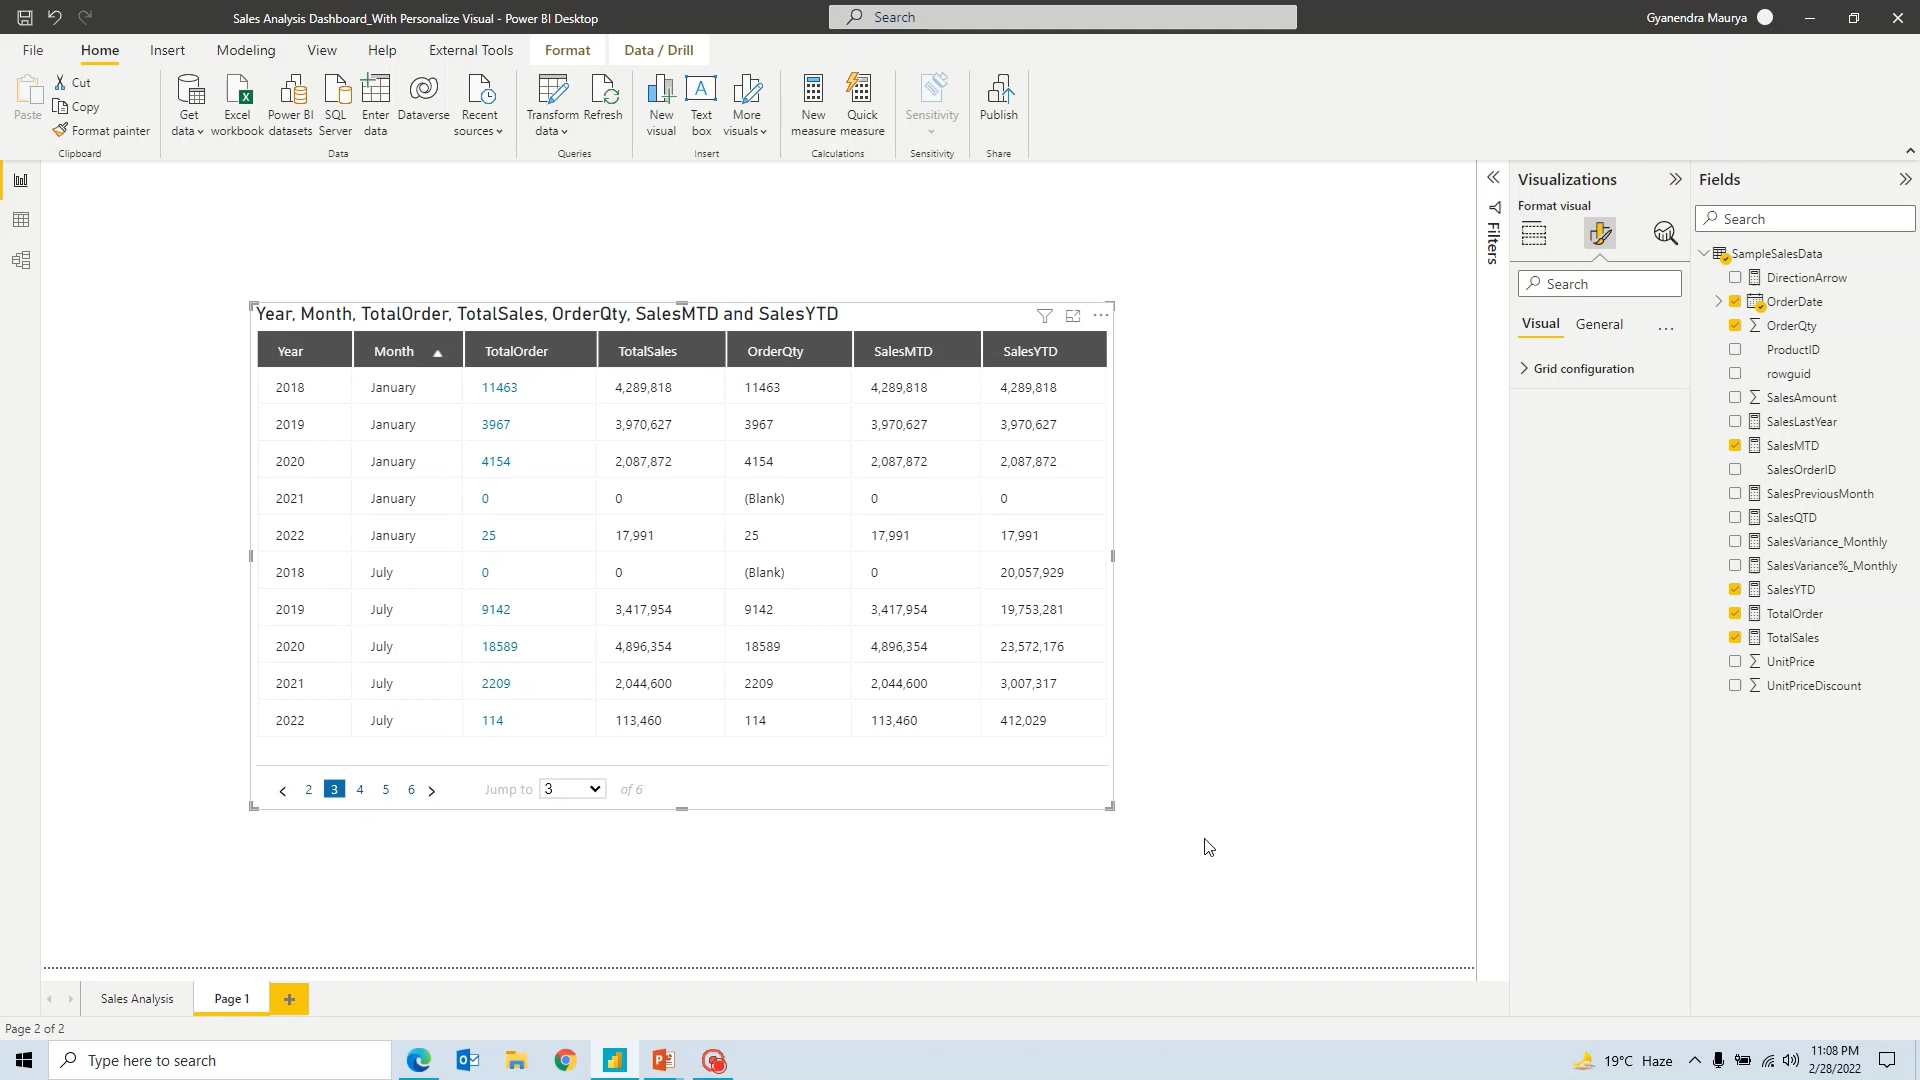 Sales Analysis Dashboard_With Personalize Visual - Power BI Desktop
Search
Gyanendra Maurya
File Home Insert Modeling View Help External Tools Format Data / Drill
Paste
Cut
Copy
Format painter
Clipboard
Get data
Excel workbook
Power BI datasets
SQL Server
Enter data
Dataverse
Recent sources
Data
Transform data
Refresh
Queries
New visual
Text box
More visuals
Insert
New measure
Quick measure
Calculations
Sensitivity
Sensitivity
Publish
Share
Year, Month, TotalOrder, TotalSales, OrderQty, SalesMTD and SalesYTD
Year Month TotalOrder TotalSales OrderQty SalesMTD SalesYTD
2018 January 11463 4,289,818 11463 4,289,818 4,289,818
2019 January 3967 3,970,627 3967 3,970,627 3,970,627
2020 January 4154 2,087,872 4154 2,087,872 2,087,872
2021 January 0 0 (Blank) 0 0
2022 January 25 17,991 25 17,991 17,991
2018 July 0 0 (Blank) 0 20,057,929
2019 July 9142 3,417,954 9142 3,417,954 19,753,281
2020 July 18589 4,896,354 18589 4,896,354 23,572,176
2021 July 2209 2,044,600 2209 2,044,600 3,007,317
2022 July 114 113,460 114 113,460 412,029
2 3 4 5 6 Jump to 3 of 6
Filters
Visualizations
Format visual
Search
Visual General ...
Grid configuration
Fields
Search
SampleSalesData
DirectionArrow
OrderDate
OrderQty
ProductID
rowguid
SalesAmount
SalesLastYear
SalesMTD
SalesOrderID
SalesPreviousMonth
SalesQTD
SalesVariance_Monthly
SalesVariance%_Monthly
SalesYTD
TotalOrder
TotalSales
UnitPrice
UnitPriceDiscount
Sales Analysis Page 1
Page 2 of 2
Type here to search
19°C Haze
11:08 PM
2/28/2022